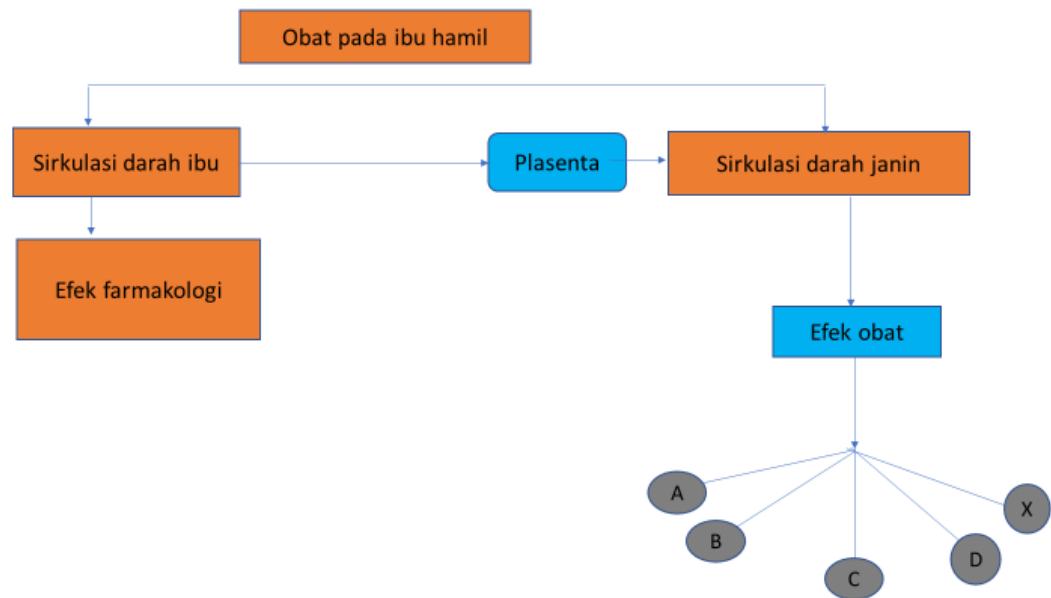 Obat pada ibu hamil
Sirkulasi darah ibu
Plasenta
Sirkulasi darah janin
Efek farmakologi
Efek obat
A
B
C
D
X